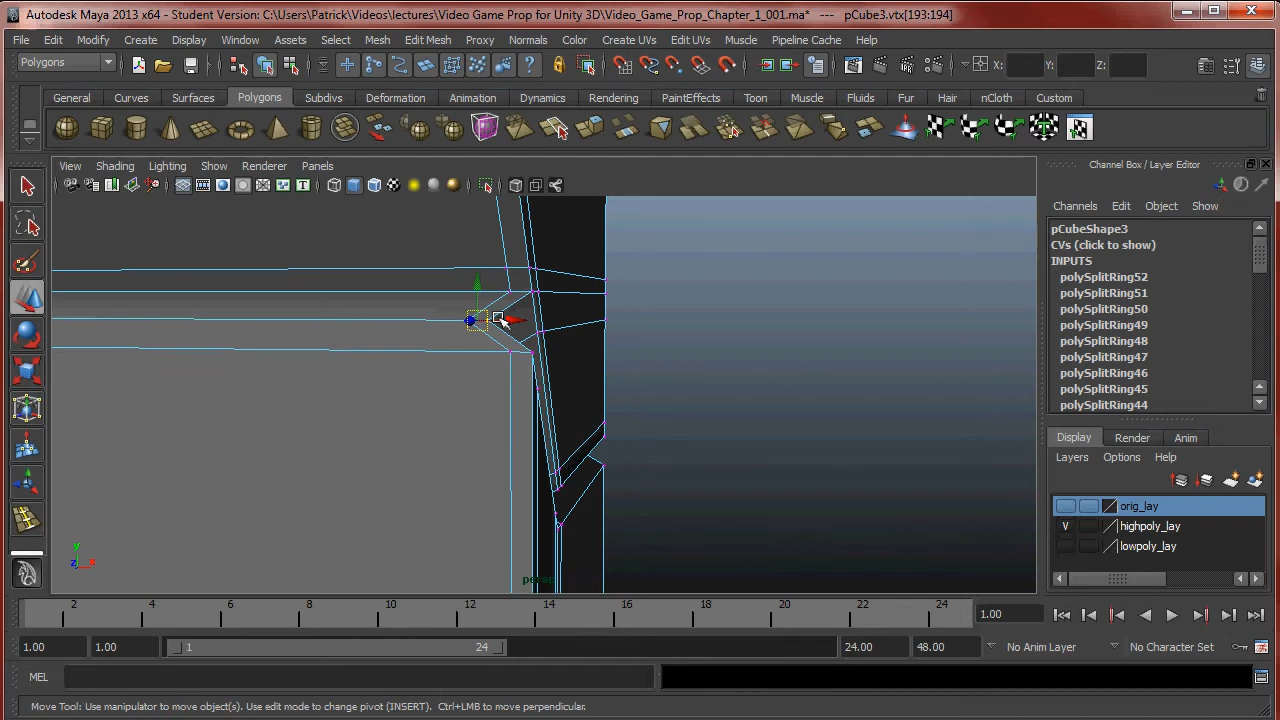 Autodesk Maya 2013 x64 - Student Version: C:\Users\Patrick\Videos\lectures\Video Game Prop for Unity 3D\Video_Game_Prop_Chapter_1_001.ma* --- pCube3.vtx[193:194]
File Edit Modify Create Display Window Assets Select Mesh Edit Mesh Proxy Normals Color Create UVs Edit UVs Muscle Pipeline Cache Help
Polygons X: Y: Z:
General Curves Surfaces Polygons Subdivs Deformation Animation Dynamics Rendering PaintEffects Toon Muscle Fluids Fur Hair nCloth Custom
View Shading Lighting Show Renderer Panels
Channel Box / Layer Editor
Channels Edit Object Show
pCubeShape3
CVs (click to show)
INPUTS
polySplitRing52
polySplitRing51
polySplitRing50
polySplitRing49
polySplitRing48
polySplitRing47
polySplitRing46
polySplitRing45
polySplitRing44
Display Render Anim
Layers Options Help
orig_lay
V highpoly_lay
lowpoly_lay
y
z x
persp
2 4 6 8 10 12 14 16 18 20 22 24 1.00
1.00 1.00 1 24 24.00 48.00 No Anim Layer No Character Set
MEL
Move Tool: Use manipulator to move object(s). Use edit mode to change pivot (INSERT). Ctrl+LMB to move perpendicular.